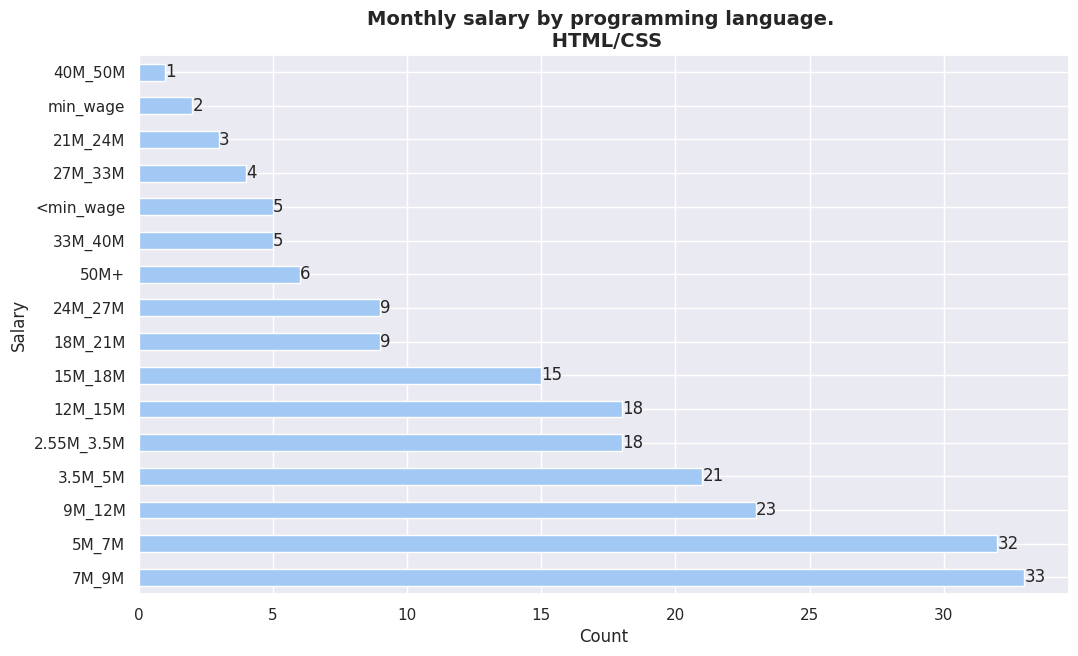 Monthly salary by programming language.
HTML/CSS
40M_50M 1
min_wage 2
21M_24M 3
27M_33M 4
<min_wage 5
33M_40M 5
50M+ 6
24M_27M 9
18M_21M 9
15M_18M 15
12M_15M 18
2.55M_3.5M 18
3.5M_5M 21
9M_12M 23
5M_7M 32
7M_9M 33
0 5 10 15 20 25 30
Count
Salary